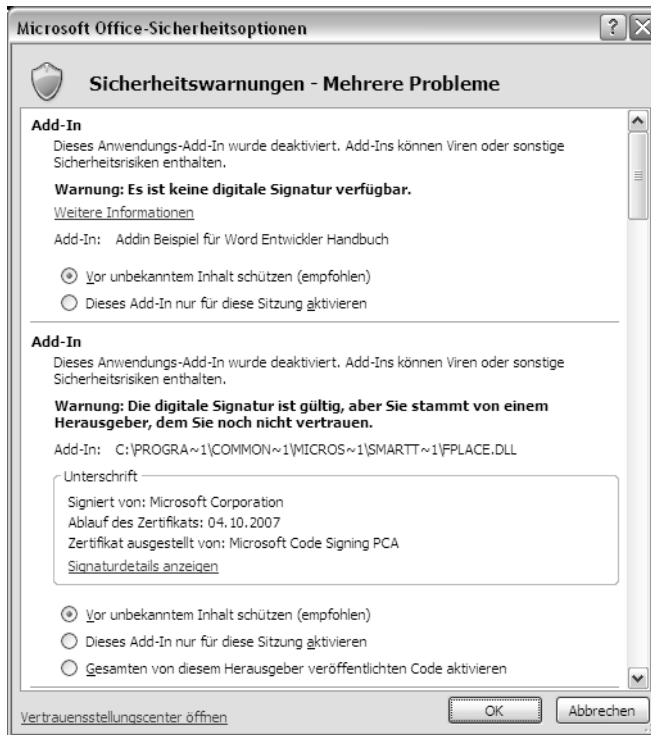 Microsoft Office-Sicherheitsoptionen
Sicherheitswarnungen - Mehrere Probleme
Add-In
Dieses Anwendungs-Add-In wurde deaktiviert. Add-Ins können Viren oder sonstige
Sicherheitsrisiken enthalten.
Warnung: Es ist keine digitale Signatur verfügbar.
Weitere Informationen
Add-In: Addin Beispiel für Word Entwickler Handbuch
Vor unbekanntem Inhalt schützen (empfohlen)
Dieses Add-In nur für diese Sitzung aktivieren
Add-In
Dieses Anwendungs-Add-In wurde deaktiviert. Add-Ins können Viren oder sonstige
Sicherheitsrisiken enthalten.
Warnung: Die digitale Signatur ist gültig, aber Sie stammt von einem
Herausgeber, dem Sie noch nicht vertrauen.
Add-In: C:\PROGRA~1\COMMON~1\MICROS~1\SMARTT~1\FPLACE.DLL
Unterschrift
Signiert von: Microsoft Corporation
Ablauf des Zertifikats: 04.10.2007
Zertifikat ausgestellt von: Microsoft Code Signing PCA
Signaturdetails anzeigen
Vor unbekanntem Inhalt schützen (empfohlen)
Dieses Add-In nur für diese Sitzung aktivieren
Gesamten von diesem Herausgeber veröffentlichten Code aktivieren
Vertrauensstellungscenter öffnen
OK
Abbrechen